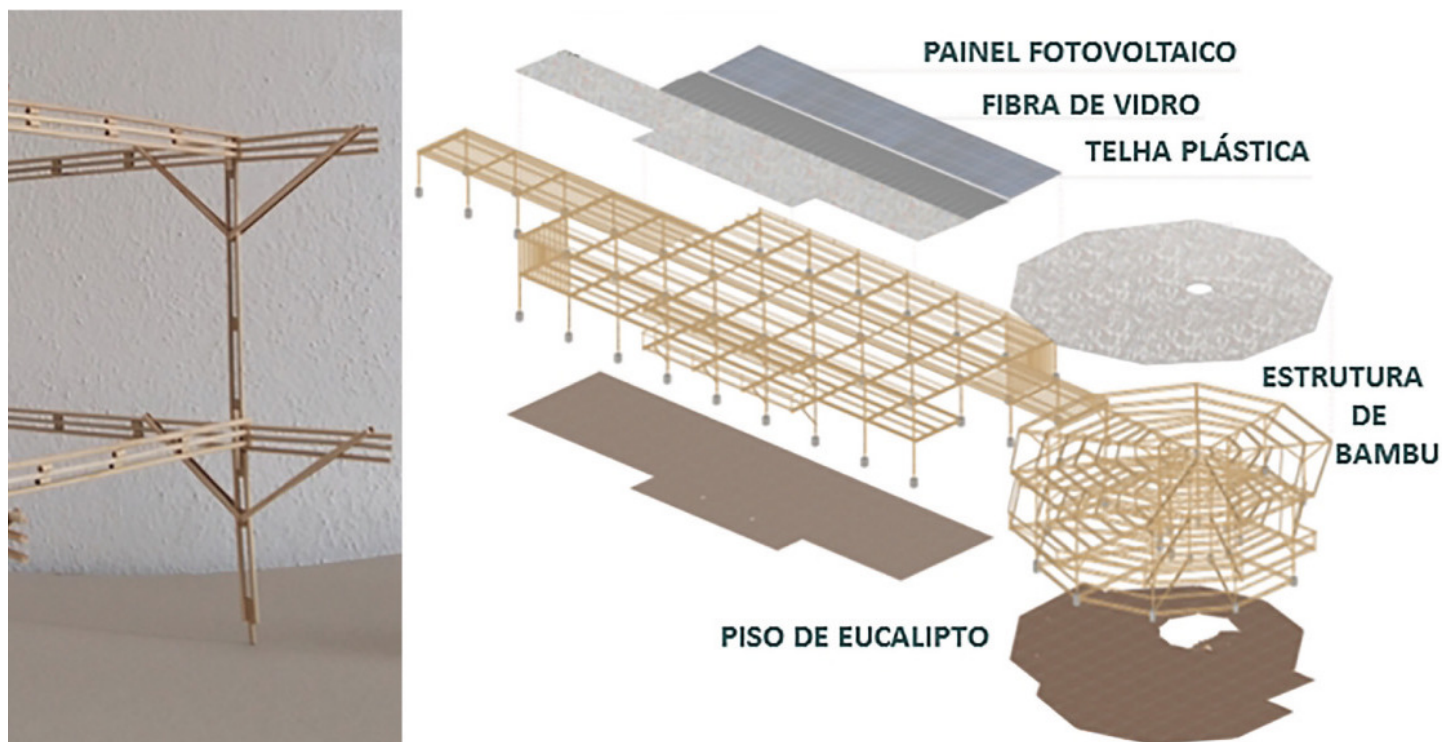 PAINEL FOTOVOLTAICO
FIBRA DE VIDRO
TELHA PLÁSTICA
ESTRUTURA
DE
BAMBU
PISO DE EUCALIPTO